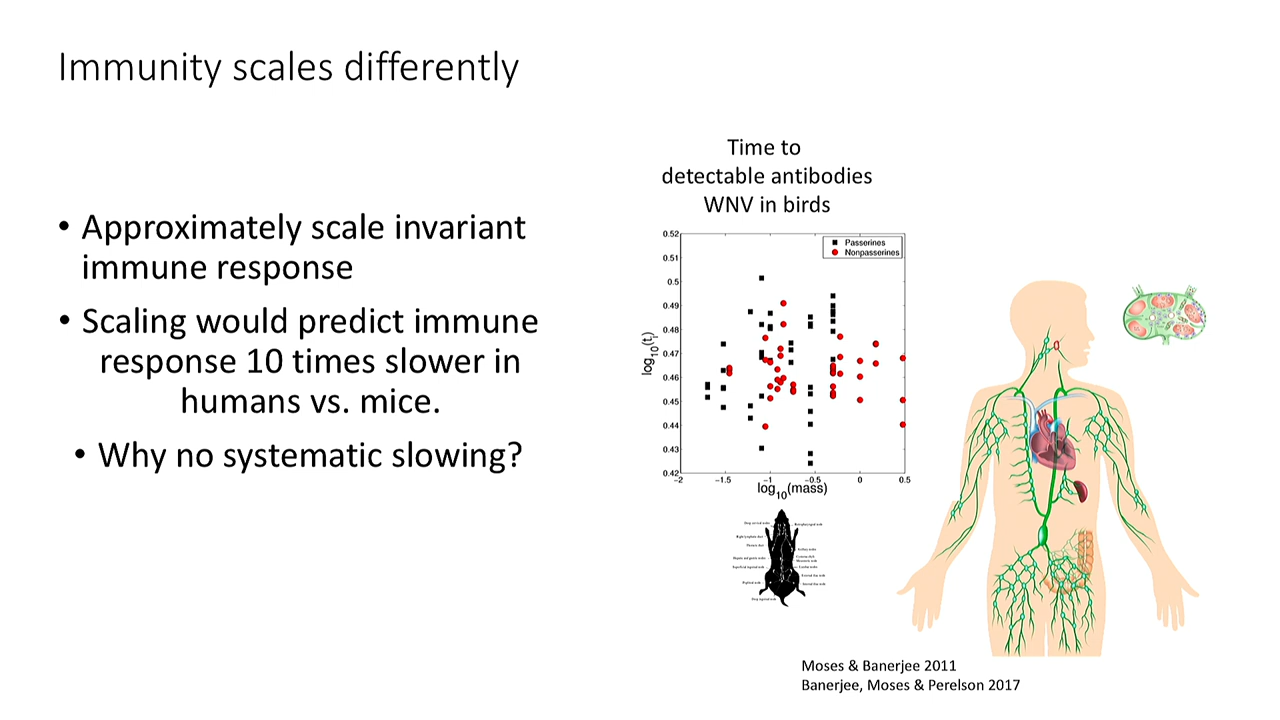 Immunity scales differently
• Approximately scale invariant
immune response
• Scaling would predict immune
response 10 times slower in
humans vs. mice.
• Why no systematic slowing?
Time to
detectable antibodies
WNV in birds
Passerines
Nonpasserines
0.52
0.51
0.5
0.49
0.48
0.47
0.46
0.45
0.44
0.43
0.42
log10(ti)
−2 −1.5 −1 −0.5 0 0.5
log10(mass)
Moses & Banerjee 2011
Banerjee, Moses & Perelson 2017